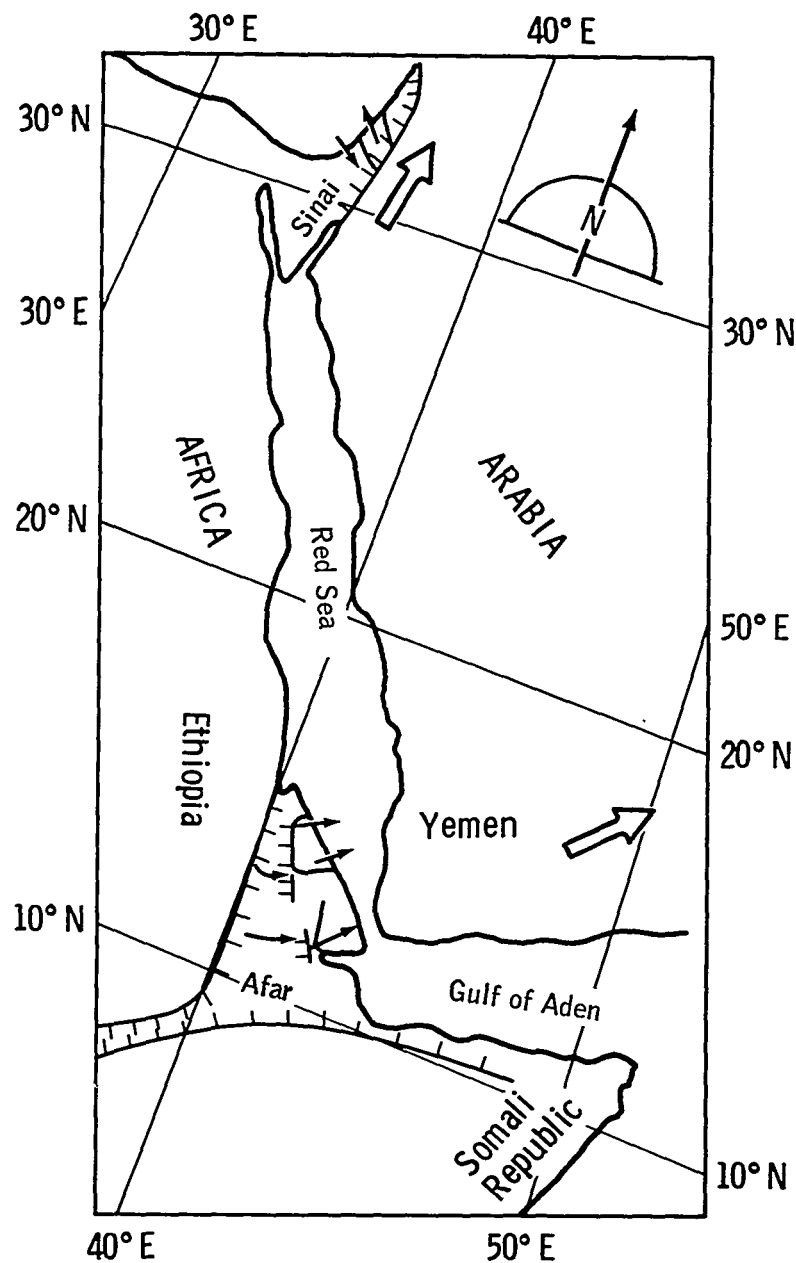 30° E
40° E
30° N
Sinai
N
30° E
30° N
AFRICA
ARABIA
20° N
Red Sea
50° E
20° N
Ethiopia
Yemen
10° N
Afar
Gulf of Aden
Somali
Republic
10° N
40° E
50° E